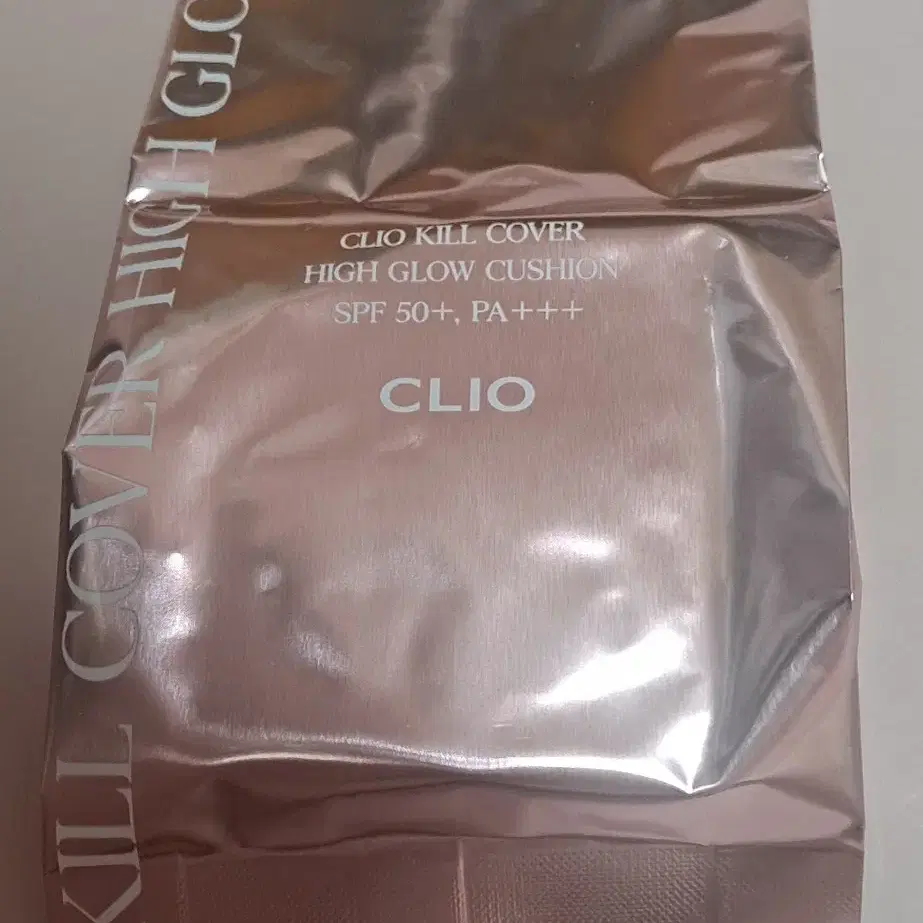 CLIO KILL COVER
HIGH GLOW CUSHION
SPF 50+, PA+++
CLIO
KILL COVER HIGH GLO